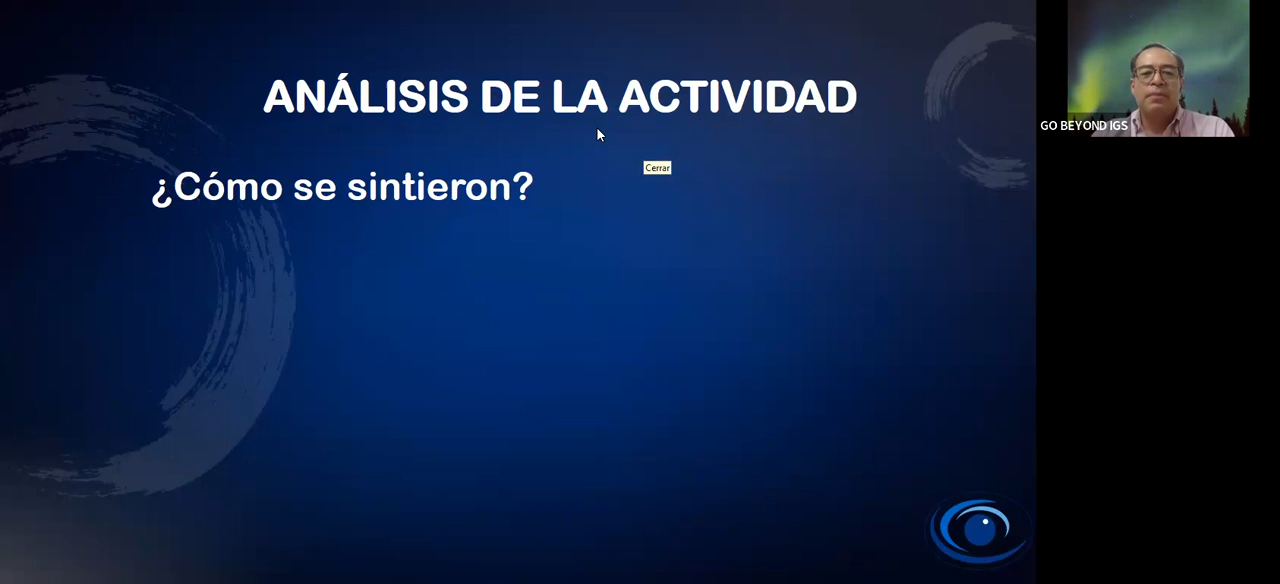 ANÁLISIS DE LA ACTIVIDAD
¿Cómo se sintieron?
Cerrar
GO BEYOND IGS